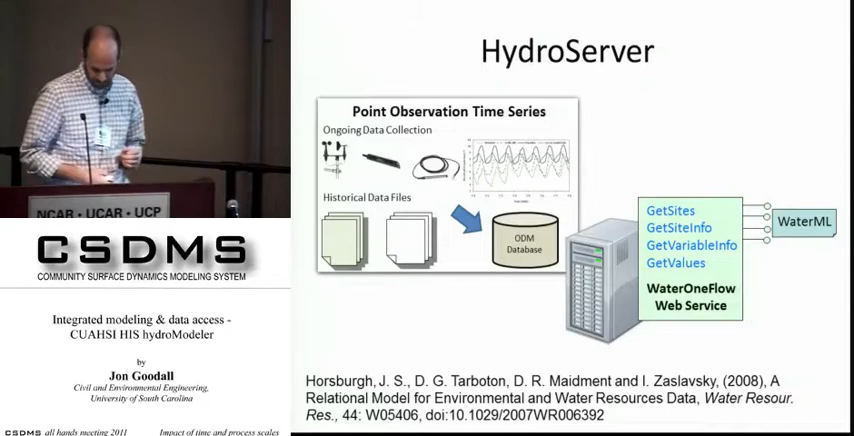 HydroServer
Point Observation Time Series
Ongoing Data Collection
Historical Data Files
ODM
Database
GetSites
GetSiteInfo
GetVariableInfo
GetValues
WaterOneFlow
Web Service
WaterML
Horsburgh, J. S., D. G. Tarboton, D. R. Maidment and I. Zaslavsky, (2008), A
Relational Model for Environmental and Water Resources Data, Water Resour.
Res., 44: W05406, doi:10.1029/2007WR006392
NCAR · UCAR · UCP
CSDMS
COMMUNITY SURFACE DYNAMICS MODELING SYSTEM
Integrated modeling & data access -
CUAHSI HIS hydroModeler
by
Jon Goodall
Civil and Environmental Engineering,
University of South Carolina
CSDMS all hands meeting 2011
Impact of time and process scales